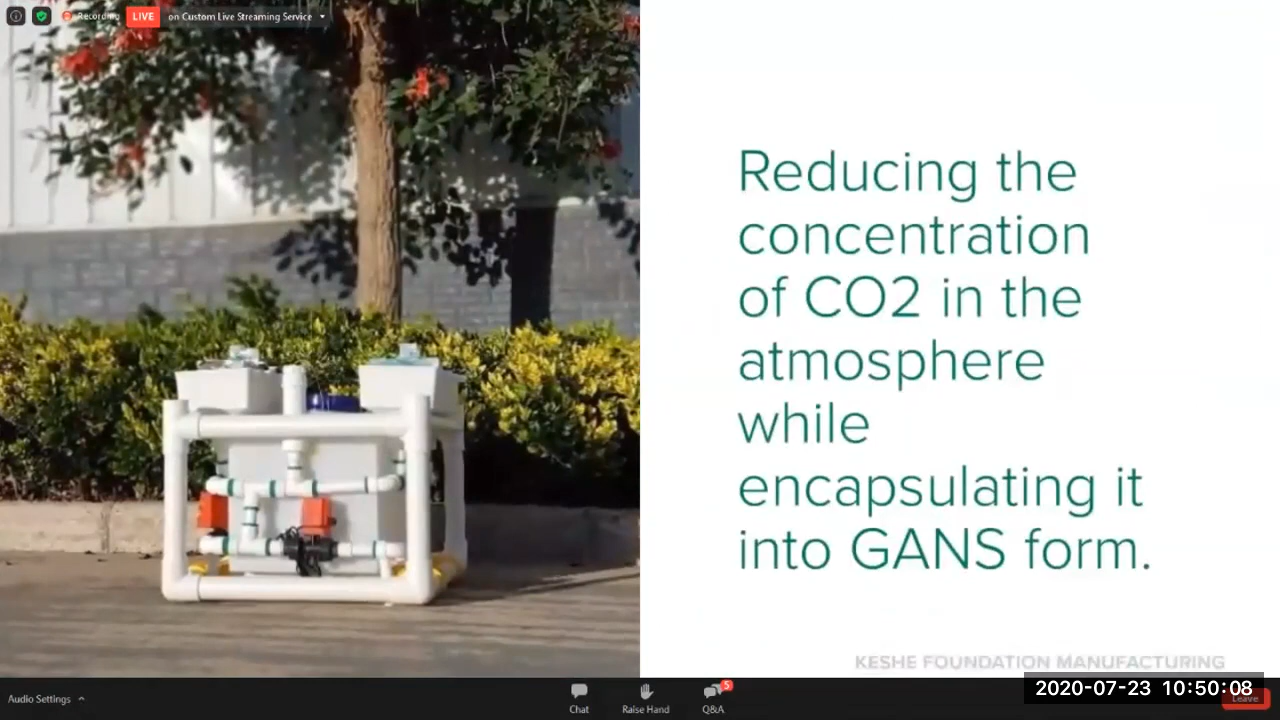 Recording LIVE on Custom Live Streaming Service
Reducing the
concentration
of CO2 in the
atmosphere
while
encapsulating it
into GANS form.
KESHE FOUNDATION MANUFACTURING
2020-07-23 10:50:08
Audio Settings
Chat
Raise Hand
5
Q&A
Leave